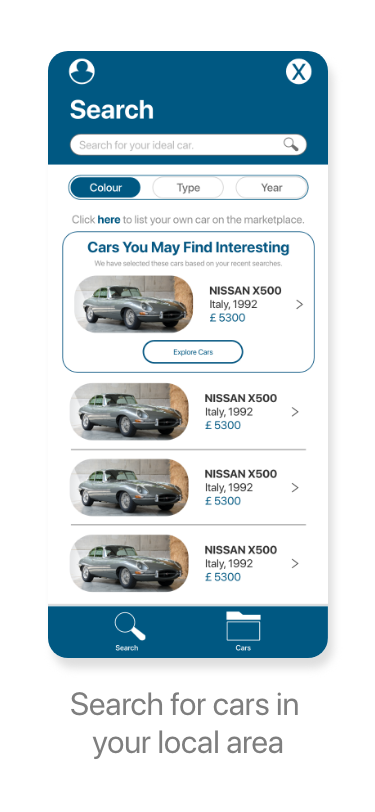 X
Search
Search for your ideal car.
Colour
Type
Year
Click here to list your own car on the marketplace.
Cars You May Find Interesting
We have selected these cars based on your recent searches.
NISSAN X500
Italy, 1992
£ 5300
Explore Cars
NISSAN X500
Italy, 1992
£ 5300
NISSAN X500
Italy, 1992
£ 5300
NISSAN X500
Italy, 1992
£ 5300
Search
Cars
Search for cars in
your local area